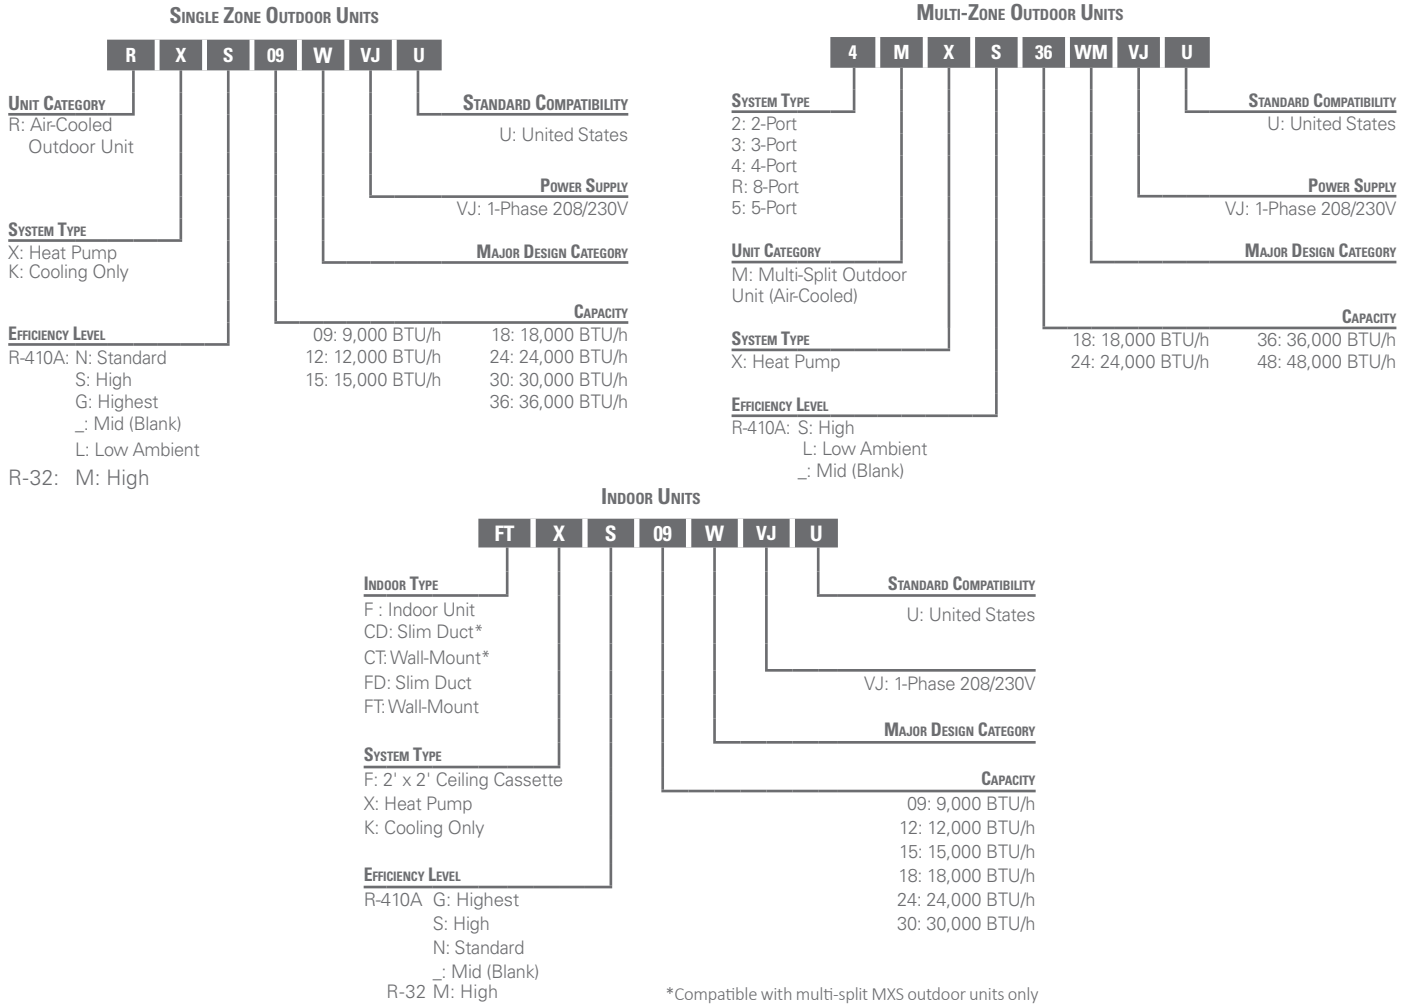 Single Zone Outdoor Units
R X S 09 W VJ U
Unit Category
R: Air-Cooled
Outdoor Unit
System Type
X: Heat Pump
K: Cooling Only
Efficiency Level
R-410A: N: Standard
S: High
G: Highest
_: Mid (Blank)
L: Low Ambient
R-32: M: High
Standard Compatibility
U: United States
Power Supply
VJ: 1-Phase 208/230V
Major Design Category
Capacity
09: 9,000 BTU/h 18: 18,000 BTU/h
12: 12,000 BTU/h 24: 24,000 BTU/h
15: 15,000 BTU/h 30: 30,000 BTU/h
36: 36,000 BTU/h
Multi-Zone Outdoor Units
4 M X S 36 WM VJ U
System Type
2: 2-Port
3: 3-Port
4: 4-Port
R: 8-Port
5: 5-Port
Unit Category
M: Multi-Split Outdoor
Unit (Air-Cooled)
System Type
X: Heat Pump
Efficiency Level
R-410A: S: High
L: Low Ambient
_: Mid (Blank)
Standard Compatibility
U: United States
Power Supply
VJ: 1-Phase 208/230V
Major Design Category
Capacity
18: 18,000 BTU/h 36: 36,000 BTU/h
24: 24,000 BTU/h 48: 48,000 BTU/h
Indoor Units
FT X S 09 W VJ U
Indoor Type
F : Indoor Unit
CD: Slim Duct*
CT: Wall-Mount*
FD: Slim Duct
FT: Wall-Mount
System Type
F: 2' x 2' Ceiling Cassette
X: Heat Pump
K: Cooling Only
Efficiency Level
R-410A G: Highest
S: High
N: Standard
_: Mid (Blank)
R-32 M: High
Standard Compatibility
U: United States
VJ: 1-Phase 208/230V
Major Design Category
Capacity
09: 9,000 BTU/h
12: 12,000 BTU/h
15: 15,000 BTU/h
18: 18,000 BTU/h
24: 24,000 BTU/h
30: 30,000 BTU/h
*Compatible with multi-split MXS outdoor units only